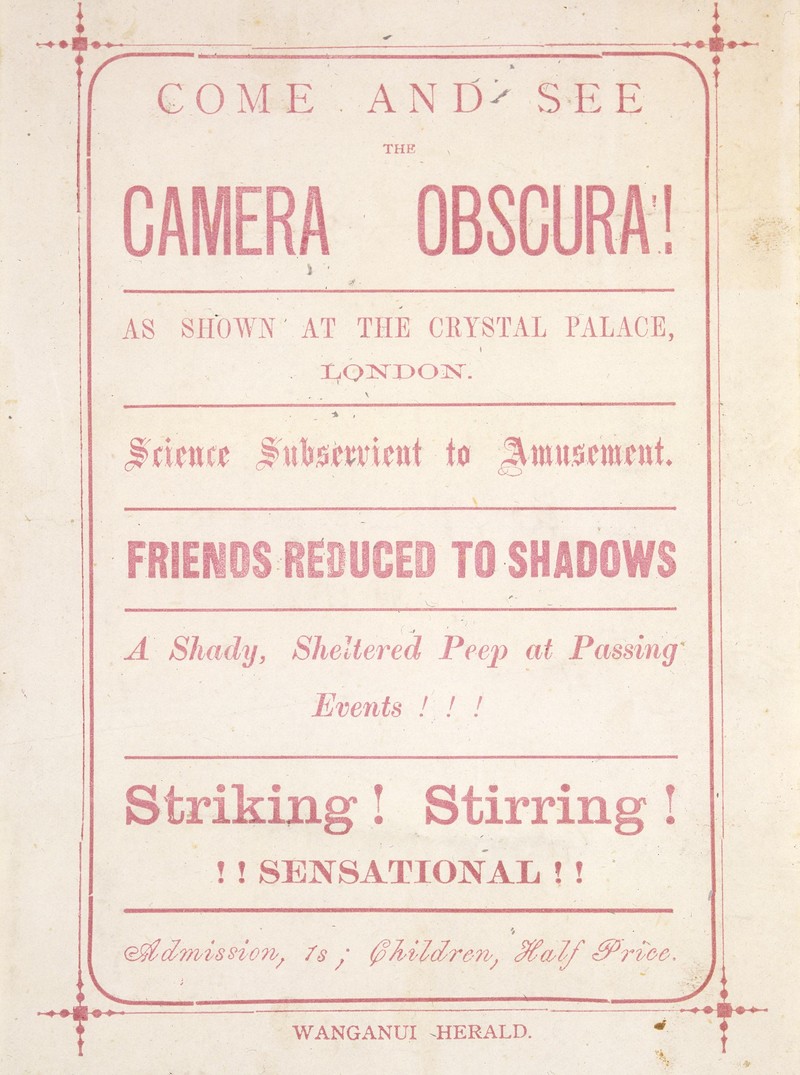 COME AND SEE
THE
CAMERA OBSCURA!
AS SHOWN AT THE CRYSTAL PALACE,
LONDON.
Science Subservient to Amusement.
FRIENDS REDUCED TO SHADOWS
A Shady, Sheltered Peep at Passing
Events ! ! !
Striking ! Stirring !
! ! SENSATIONAL ! !
Admission, 1s ; Children, Half Price.
WANGANUI HERALD.